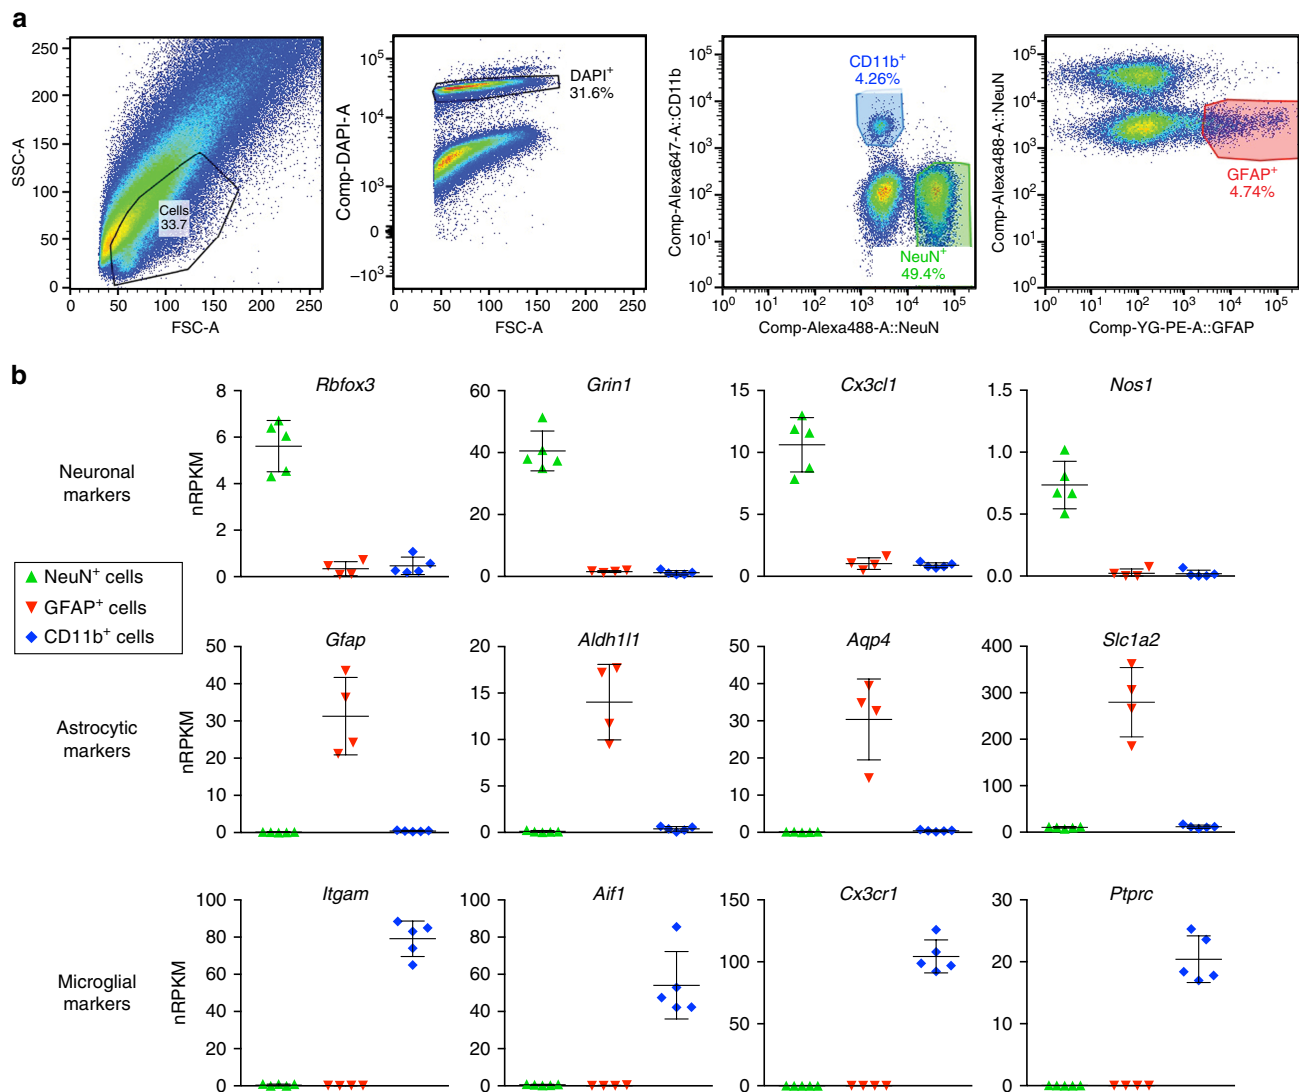 a
250
200
150
100
50
0
SSC-A
Cells
33.7
0 50 100 150 200 250
FSC-A
10⁵
10⁴
10³
0
–10³
Comp-DAPI-A
DAPI⁺
31.6%
0 50 100 150 200 250
FSC-A
10⁵
10⁴
10³
10²
10¹
10⁰
Comp-Alexa647-A::CD11b
CD11b⁺
4.26%
NeuN⁺
49.4%
10⁰ 10¹ 10² 10³ 10⁴ 10⁵
Comp-Alexa488-A::NeuN
10⁵
10⁴
10³
10²
10¹
10⁰
Comp-Alexa488-A::NeuN
GFAP⁺
4.74%
10⁰ 10¹ 10² 10³ 10⁴ 10⁵
Comp-YG-PE-A::GFAP
b
Neuronal
markers
nRPKM
Rbfox3
8
6
4
2
0
Grin1
60
40
20
0
Cx3cl1
15
10
5
0
Nos1
1.5
1.0
0.5
0.0
NeuN⁺ cells
GFAP⁺ cells
CD11b⁺ cells
Astrocytic
markers
nRPKM
Gfap
50
40
30
20
10
0
Aldh1l1
20
15
10
5
0
Aqp4
50
40
30
20
10
0
Slc1a2
400
300
200
100
0
Microglial
markers
nRPKM
Itgam
100
80
60
40
20
0
Aif1
100
80
60
40
20
0
Cx3cr1
150
100
50
0
Ptprc
30
20
10
0